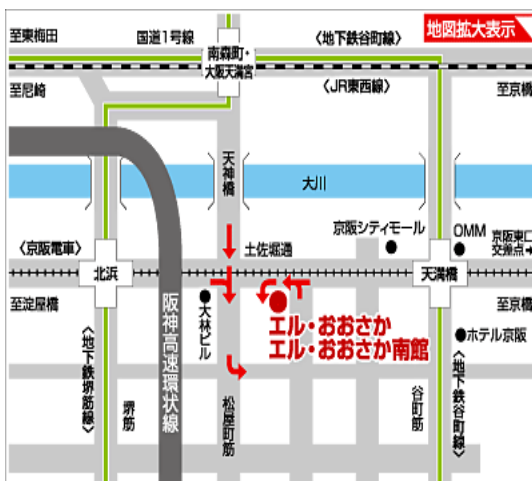 至東梅田
国道1号線
南森町・
大阪天満宮
〈地下鉄谷町線〉
地図拡大表示
至尼崎
〈JR東西線〉
至京橋
天神橋
大川
京阪シティモール
OMM
京阪東口
交差点→
〈京阪電車〉
北浜
土佐堀通
天満橋
至淀屋橋
大林ビル
エル・おおさか
エル・おおさか南館
至京橋
ホテル京阪
阪神高速環状線
〈地下鉄堺筋線〉
堺筋
松屋町筋
谷町筋
〈地下鉄谷町線〉